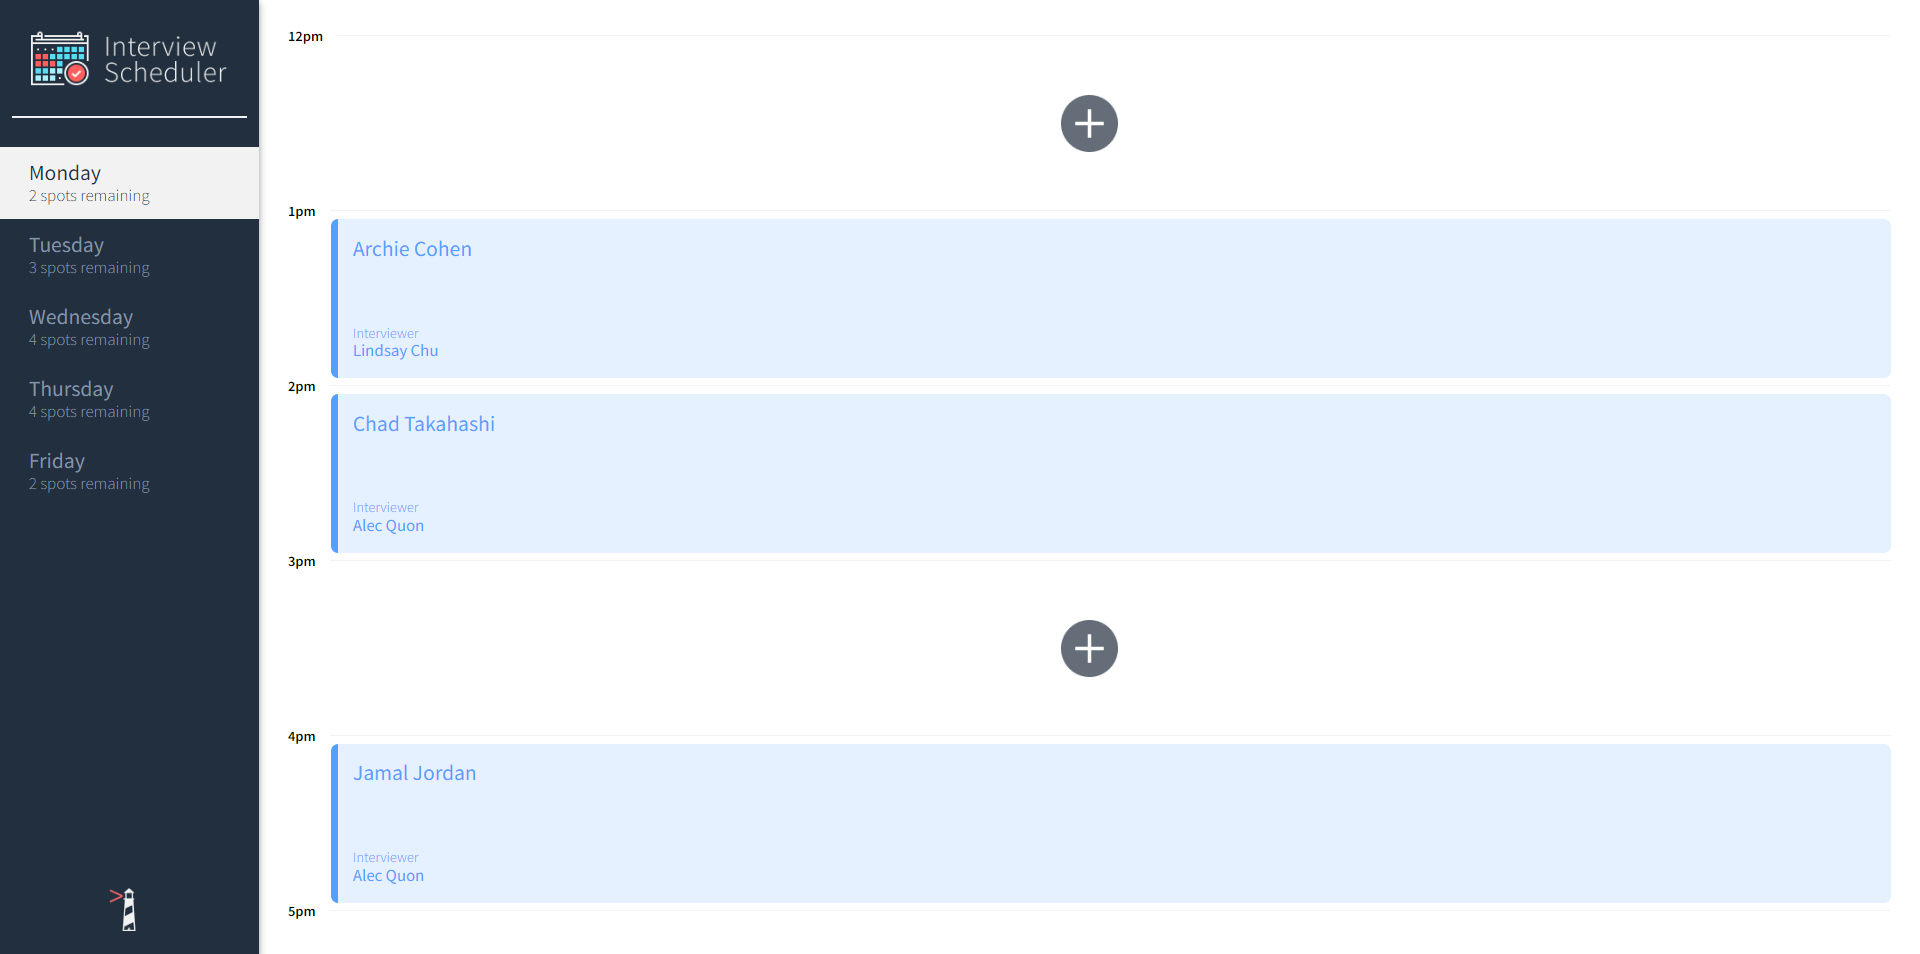 Interview
Scheduler
Monday
2 spots remaining
Tuesday
3 spots remaining
Wednesday
4 spots remaining
Thursday
4 spots remaining
Friday
2 spots remaining
12pm
1pm
Archie Cohen
Interviewer
Lindsay Chu
2pm
Chad Takahashi
Interviewer
Alec Quon
3pm
4pm
Jamal Jordan
Interviewer
Alec Quon
5pm